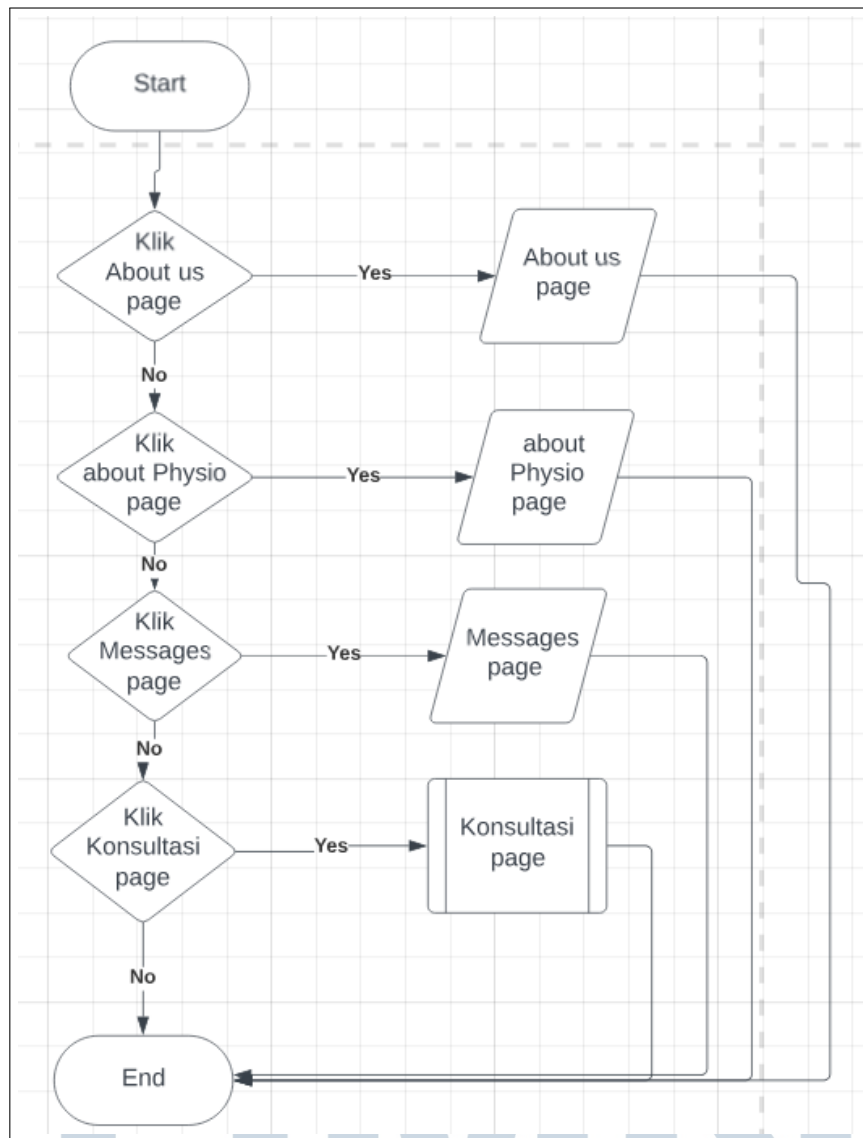 Start
Klik
About us
page
Yes
About us
page
No
Klik
about Physio
page
Yes
about
Physio
page
No
Klik
Messages
page
Yes
Messages
page
No
Klik
Konsultasi
page
Yes
Konsultasi
page
No
End